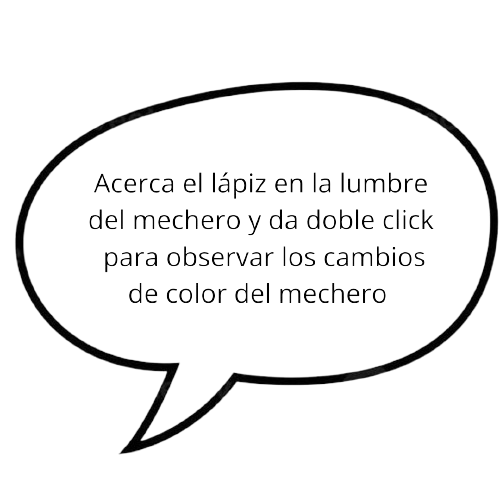 Acerca el lápiz en la lumbre
del mechero y da doble click
para observar los cambios
de color del mechero